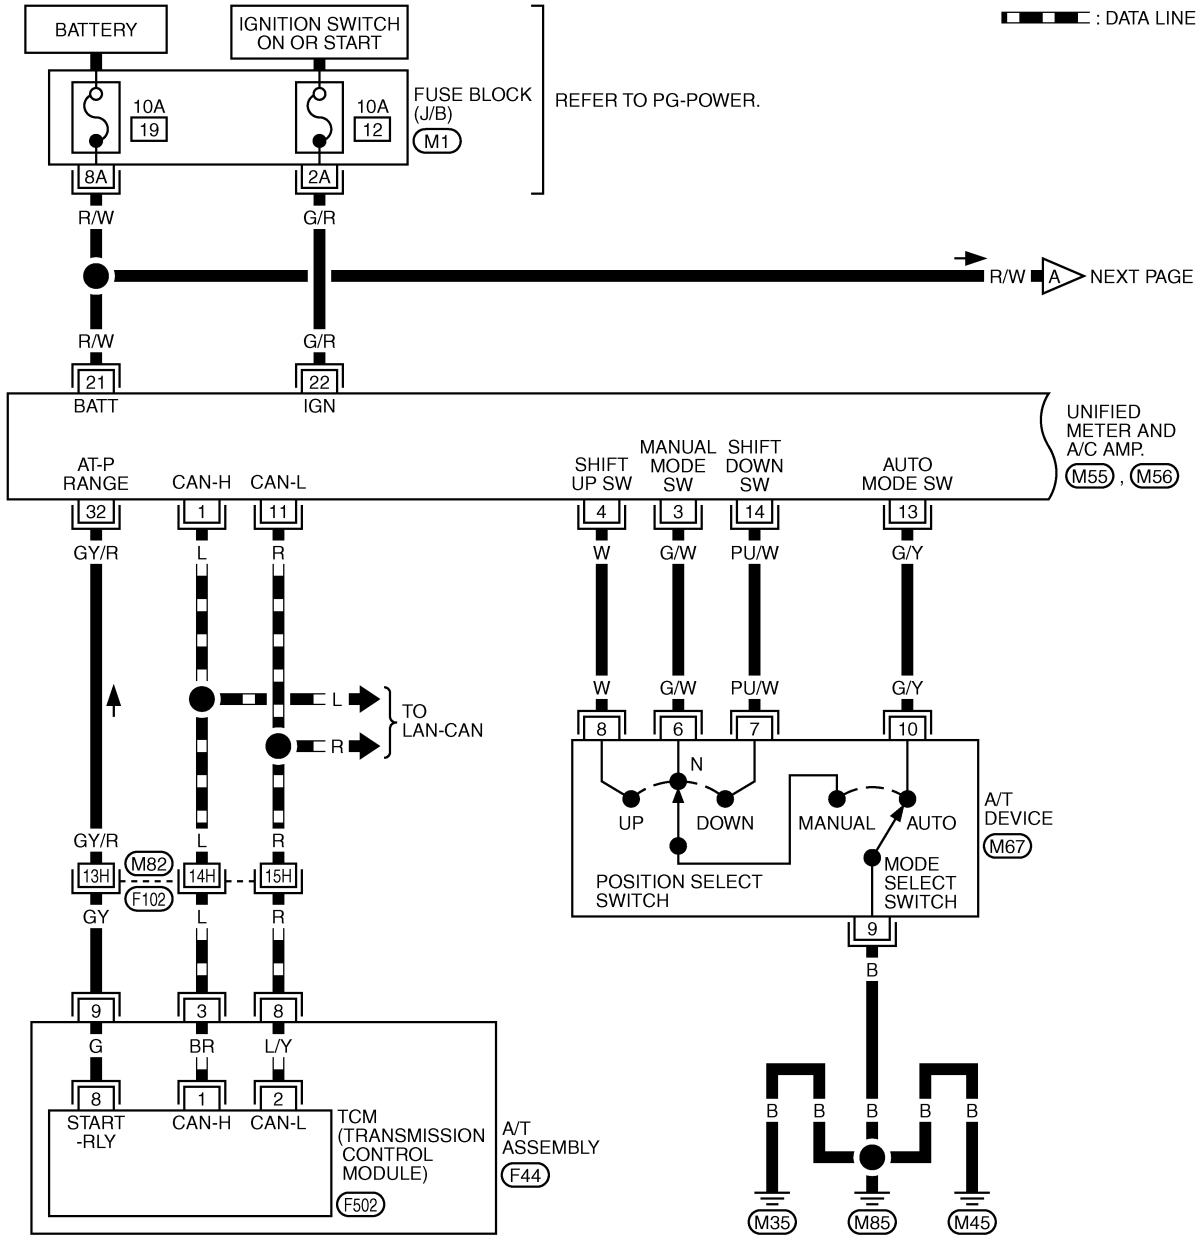 BATTERY
IGNITION SWITCH
ON OR START
: DATA LINE
10A
19
10A
12
FUSE BLOCK
(J/B)
M1
REFER TO PG-POWER.
8A
2A
R/W
G/R
R/W
A
NEXT PAGE
R/W
G/R
21
22
BATT
IGN
UNIFIED
METER AND
A/C AMP.
M55 , M56
AT-P
RANGE
CAN-H
CAN-L
SHIFT
UP SW
MANUAL
MODE
SW
SHIFT
DOWN
SW
AUTO
MODE SW
32
1
11
4
3
14
13
GY/R
L
R
W
G/W
PU/W
G/Y
L
R
TO
LAN-CAN
W
G/W
PU/W
G/Y
8
6
7
10
N
UP
DOWN
MANUAL
AUTO
A/T
DEVICE
M67
POSITION SELECT
SWITCH
MODE
SELECT
SWITCH
9
GY/R
L
R
13H
M82
F102
14H
15H
GY
L
R
B
9
3
8
G
BR
L/Y
8
1
2
START
-RLY
CAN-H
CAN-L
TCM
(TRANSMISSION
CONTROL
MODULE)
F502
A/T
ASSEMBLY
F44
B
B
B
B
B
M35
M85
M45